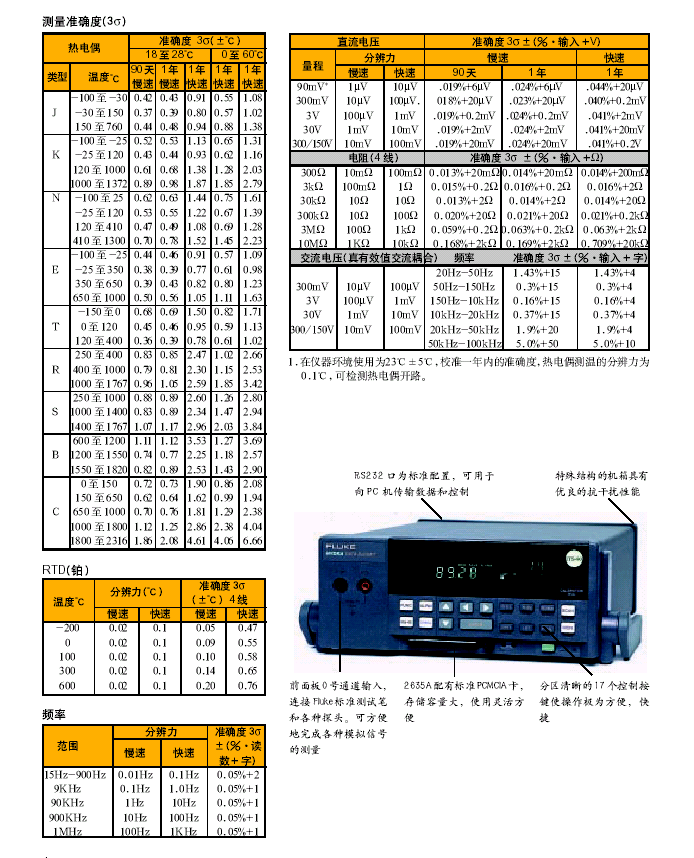 测量准确度(3σ)
热电偶 准确度 3σ(±℃)
18至28℃ 0至60℃
类型 温度℃ 90天慢速 1年慢速 1年快速 1年慢速 1年快速
−100至−30 0.42 0.43 0.91 0.55 1.08
J −30至150 0.37 0.39 0.80 0.57 1.02
150至760 0.44 0.48 0.94 0.88 1.38
−100至−25 0.52 0.53 1.13 0.65 1.31
K −25至120 0.43 0.44 0.93 0.62 1.16
120至1000 0.61 0.68 1.38 1.28 2.03
1000至1372 0.89 0.98 1.87 1.85 2.79
N −100至25 0.62 0.63 1.44 0.75 1.61
−25至120 0.53 0.55 1.22 0.67 1.39
120至410 0.47 0.49 1.08 0.69 1.28
410至1300 0.70 0.78 1.52 1.45 2.23
−100至−25 0.44 0.46 0.91 0.57 1.09
E −25至350 0.38 0.39 0.77 0.61 0.98
350至650 0.39 0.43 0.82 0.80 1.23
650至1000 0.50 0.56 1.05 1.11 1.63
−150至0 0.68 0.69 1.50 0.82 1.71
T 0至120 0.45 0.46 0.95 0.59 1.13
120至400 0.36 0.39 0.78 0.61 1.02
250至400 0.83 0.85 2.47 1.02 2.66
R 400至1000 0.79 0.81 2.30 1.15 2.53
1000至1767 0.96 1.05 2.59 1.85 3.42
250至1000 0.88 0.89 2.60 1.26 2.80
S 1000至1400 0.83 0.89 2.34 1.47 2.94
1400至1767 1.07 1.17 2.96 2.03 3.84
600至1200 1.11 1.12 3.53 1.27 3.69
B 1200至1550 0.74 0.77 2.25 1.18 2.57
1550至1820 0.82 0.89 2.53 1.43 2.90
0至150 0.72 0.73 1.90 0.86 2.08
150至650 0.62 0.64 1.62 0.99 1.94
C 650至1000 0.70 0.76 1.81 1.29 2.38
1000至1800 1.12 1.25 2.86 2.38 4.04
1800至2316 1.86 2.08 4.61 4.06 6.66
RTD(铂)
温度℃ 分辨力(℃) 准确度3σ(±℃) 4线
慢速 快速 慢速 快速
−200 0.02 0.1 0.05 0.47
0 0.02 0.1 0.09 0.55
100 0.02 0.1 0.10 0.58
300 0.02 0.1 0.14 0.65
600 0.02 0.1 0.20 0.76
频率
范围 分辨力 准确度3σ±(%·读数+字)
慢速 快速
15Hz−900Hz 0.01Hz 0.1Hz 0.05%+2
9KHz 0.1Hz 1.0Hz 0.05%+1
90KHz 1Hz 10Hz 0.05%+1
900KHz 10Hz 100Hz 0.05%+1
1MHz 100Hz 1KHz 0.05%+1
直流电压 准确度3σ±(%·输入+V)
量程 分辨力 慢速 快速
慢速 快速 90天 1年 1年
90mV* 1μV 10μV .019%+6μV .024%+6μV .044%+20μV
300mV 10μV 100μV. 018%+20μV .023%+20μV .040%+0.2mV
3V 100μV 1mV .019%+0.2mV .024%+0.2mV .041%+2mV
30V 1mV 10mV .019%+2mV .024%+2mV .041%+20mV
300/150V 10mV 100mV .019%+20mV .024%+20mV .041%+0.2V
电阻(4线) 准确度3σ ±(%·输入+Ω)
300Ω 10mΩ 100mΩ 0.013%+20mΩ 0.014%+20mΩ 0.014%+200mΩ
3kΩ 100mΩ 1Ω 0.015%+0.2Ω 0.016%+0.2Ω 0.016%+2Ω
30kΩ 10Ω 10Ω 0.013%+2Ω 0.014%+2Ω 0.014%+20Ω
300kΩ 10Ω 100Ω 0.020%+20Ω 0.021%+20Ω 0.021%+0.2kΩ
3MΩ 100Ω 1kΩ 0.059%+0.2Ω 0.063%+0.2kΩ 0.063%+2kΩ
10MΩ 1KΩ 10kΩ 0.168%+2kΩ 0.169%+2kΩ 0.709%+20kΩ
交流电压(真有效值交流耦合) 频率 准确度3σ±(%·输入+字)
20Hz−50Hz 1.43%+15 1.43%+4
300mV 10μV 100μV 50Hz−150Hz 0.3%+15 0.3%+4
3V 100μV 1mV 150Hz−10kHz 0.16%+15 0.16%+4
30V 1mV 10mV 10kHz−20kHz 0.37%+15 0.37%+4
300/150V 10mV 100mV 20kHz−50kHz 1.9%+20 1.9%+4
50kHz−100kHz 5.0%+50 5.0%+10
1.在仪器环境使用为23℃±5℃,校准一年内的准确度,热电偶测温的分辨力为
0.1℃,可检测热电偶开路。
RS232 口为标准配置，可用于
向PC 机传输数据和控制
特殊结构的机箱具有
优良的抗干扰性能
FLUKE
前面板0号通道输入，
连接 Fluke标准测试笔
和各种探头。可方便
地完成各种模拟信号
的测量
2635A配有标准PCMCIA卡，
存储容量大，使用灵活方
便
分区清晰的17 个控制按
键使操作极为方便，快
捷